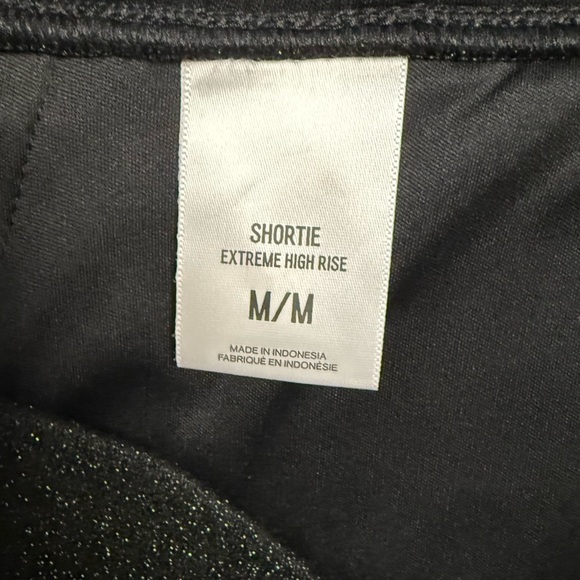 SHORTIE
EXTREME HIGH RISE
M/M
MADE IN INDONESIA
FABRIQUÉ EN INDONÉSIE